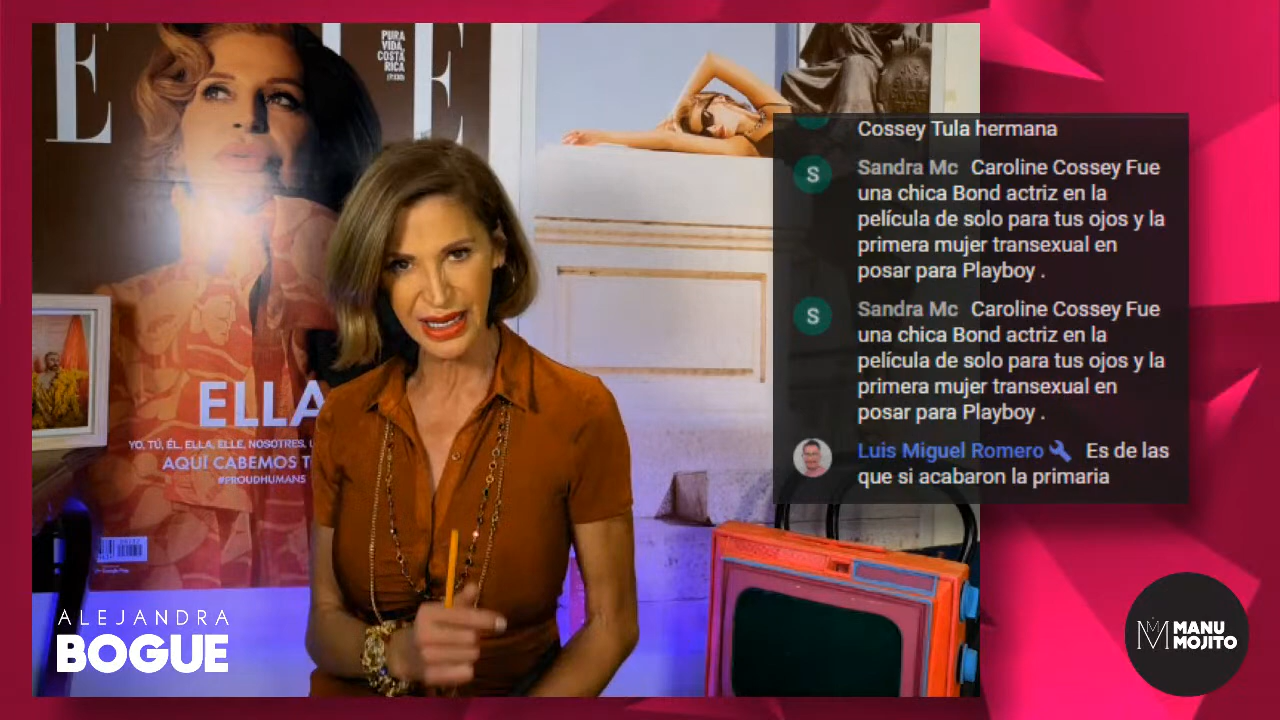 ELLE
PURA
VIDA,
COSTA
RICA
(P.130)
ELLA
YO, TÚ, ÉL, ELLA, ELLE, NOSOTRES,
AQUÍ CABEMOS T
#PROUDHUMANS
ALEJANDRA
BOGUE
Cossey Tula hermana
S
Sandra Mc Caroline Cossey Fue
una chica Bond actriz en la
película de solo para tus ojos y la
primera mujer transexual en
posar para Playboy .
S
Sandra Mc Caroline Cossey Fue
una chica Bond actriz en la
película de solo para tus ojos y la
primera mujer transexual en
posar para Playboy .
Luis Miguel Romero Es de las
que si acabaron la primaria
M MANU
MOJITO